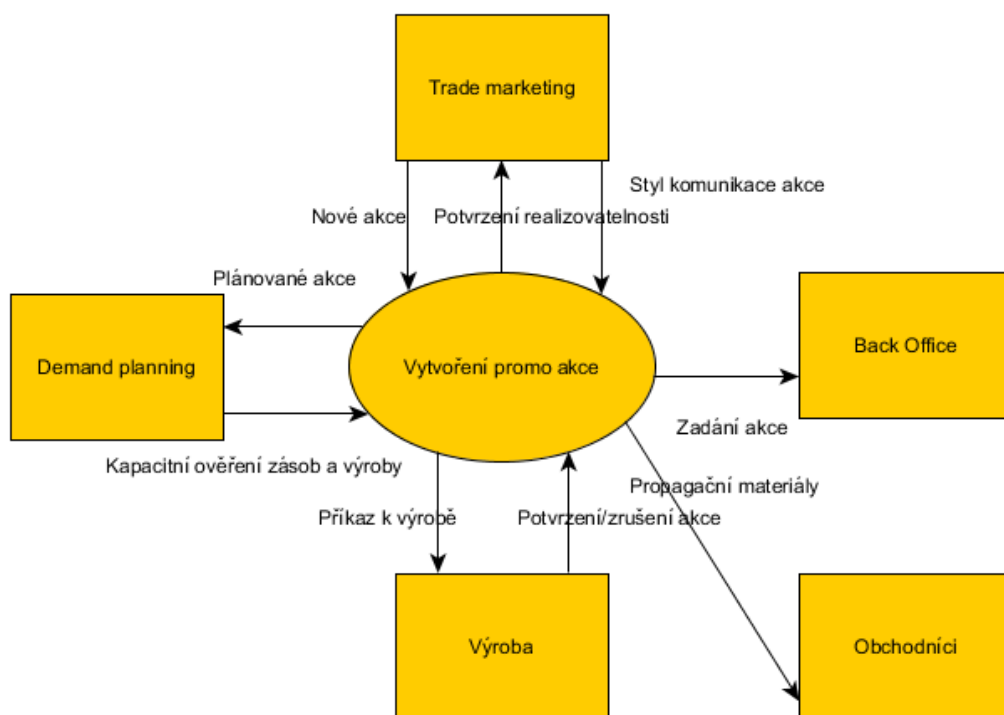 Trade marketing
Styl komunikace akce
Nové akce
Potvrzení realizovatelnosti
Plánované akce
Demand planning
Vytvoření promo akce
Back Office
Zadání akce
Kapacitní ověření zásob a výroby
Propagační materiály
Příkaz k výrobě
Potvrzení/zrušení akce
Výroba
Obchodníci